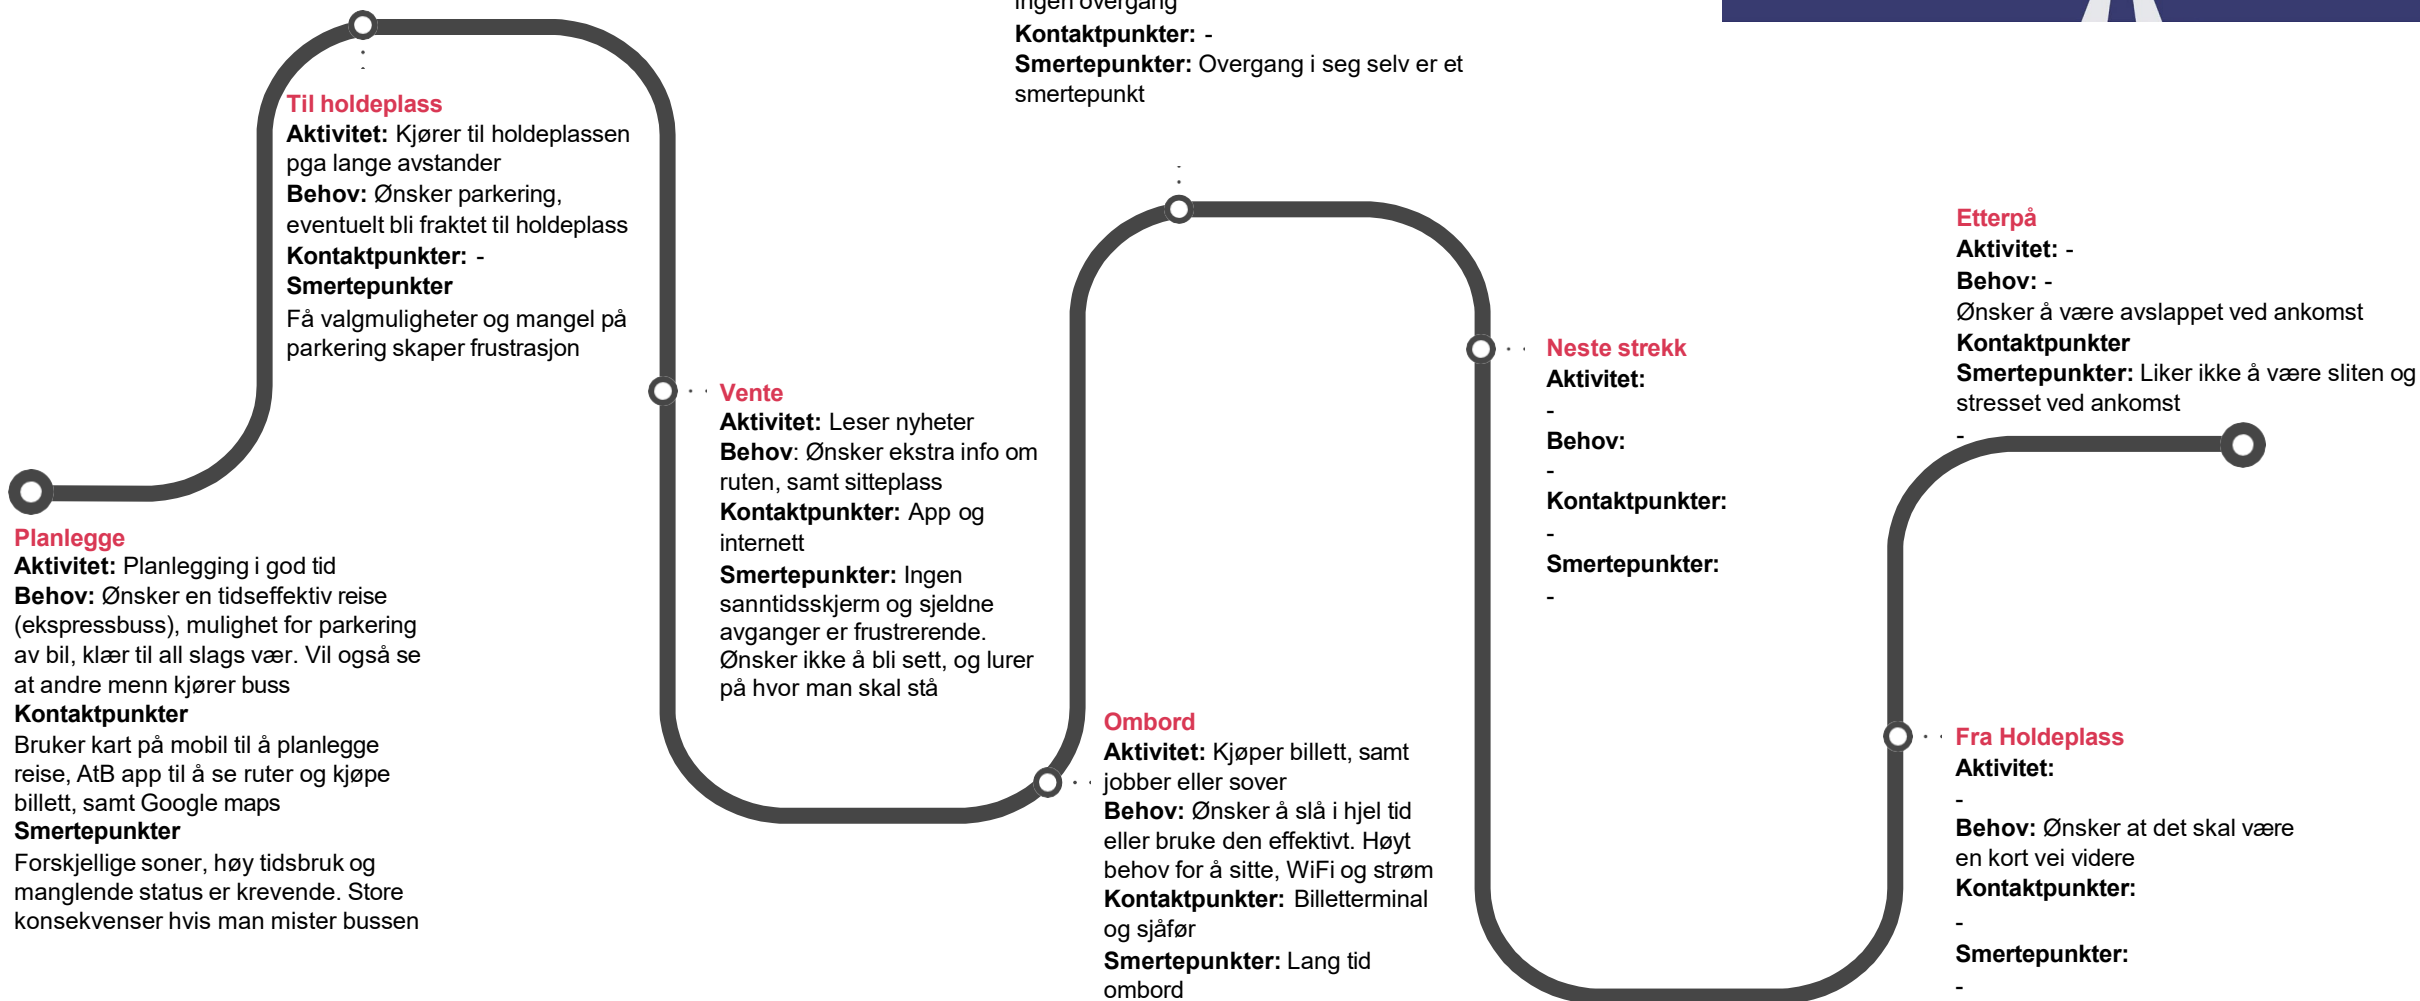 Planlegge
Aktivitet: Planlegging i god tid
Behov: Ønsker en tidseffektiv reise
(ekspressbuss), mulighet for parkering
av bil, klær til all slags vær. Vil også se
at andre menn kjører buss
Kontaktpunkter
Bruker kart på mobil til å planlegge
reise, AtB app til å se ruter og kjøpe
billett, samt Google maps
Smertepunkter
Forskjellige soner, høy tidsbruk og
manglende status er krevende. Store
konsekvenser hvis man mister bussen
Til holdeplass
Aktivitet: Kjører til holdeplassen
pga lange avstander
Behov: Ønsker parkering,
eventuelt bli fraktet til holdeplass
Kontaktpunkter: -
Smertepunkter
Få valgmuligheter og mangel på
parkering skaper frustrasjon
Vente
Aktivitet: Leser nyheter
Behov: Ønsker ekstra info om
ruten, samt sitteplass
Kontaktpunkter: App og
internett
Smertepunkter: Ingen
sanntidsskjerm og sjeldne
avganger er frustrerende.
Ønsker ikke å bli sett, og lurer
på hvor man skal stå
Ombord
Aktivitet: Kjøper billett, samt
jobber eller sover
Behov: Ønsker å slå i hjel tid
eller bruke den effektivt. Høyt
behov for å sitte, WiFi og strøm
Kontaktpunkter: Billetterminal
og sjåfør
Smertepunkter: Lang tid
ombord
ingen overgang
Kontaktpunkter: -
Smertepunkter: Overgang i seg selv er et
smertepunkt
Neste strekk
Aktivitet:
-
Behov:
-
Kontaktpunkter:
-
Smertepunkter:
-
Fra Holdeplass
Aktivitet:
-
Behov: Ønsker at det skal være
en kort vei videre
Kontaktpunkter:
-
Smertepunkter:
-
Etterpå
Aktivitet: -
Behov: -
Ønsker å være avslappet ved ankomst
Kontaktpunkter
Smertepunkter: Liker ikke å være sliten og
stresset ved ankomst
-